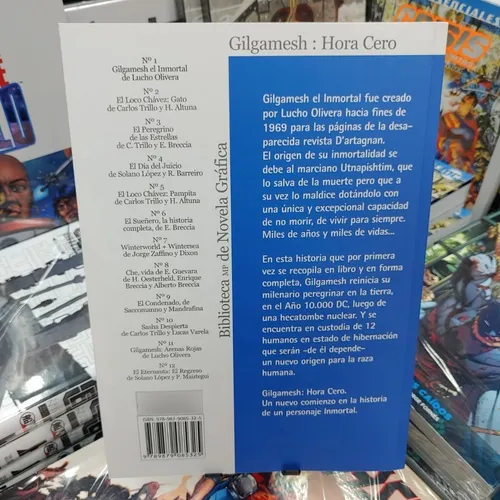 Gilgamesh : Hora Cero
Nº 1
Gilgamesh el Inmortal
de Lucho Olivera
Nº 2
El Loco Chávez: Gato
de Carlos Trillo y H. Altuna
Nº 3
El Peregrino
de las Estrellas
de C. Trillo y E. Breccia
Nº 4
El Día del Juicio
de Solano López y R. Barreiro
Nº 5
El Loco Chávez: Pampita
de Carlos Trillo y H. Altuna
Nº 6
El Sueñero, la historia
completa, de E. Breccia
Nº 7
Winterworld + Wintersea
de Jorge Zaffino y Dixon
Nº 8
Che, vida de E. Guevara
de H. Oesterheld, Enrique
Breccia y Alberto Breccia
Nº 9
El Condenado, de
Saccomanno y Mandrafina
Nº 10
Sasha Despierta
de Carlos Trillo y Lucas Varela
Nº 11
Gilgamesh: Arenas Rojas
de Lucho Olivera
Nº 12
El Eternauta: El Regreso
de Solano López y P. Maiztegui
Biblioteca MP de Novela Gráfica
Gilgamesh el Inmortal fue creado
por Lucho Olivera hacia fines de
1969 para las páginas de la desa-
parecida revista D'artagnan.
El origen de su inmortalidad se
debe al marciano Utnapishtim, que
lo salva de la muerte pero que a
su vez lo maldice dotándolo con
una única y excepcional capacidad
de no morir, de vivir para siempre.
Miles de años y miles de vidas...
En esta historia que por primera
vez se recopila en libro y en forma
completa, Gilgamesh reinicia su
milenario peregrinar en la tierra,
en el Año 10.000 DC, luego de
una hecatombe nuclear. Y se
encuentra en custodia de 12
humanos en estado de hibernación
que serán -de él depende-
un nuevo origen para la raza
humana.
Gilgamesh: Hora Cero.
Un nuevo comienzo en la historia
de un personaje Inmortal.
9 789879 085325
CRISIS